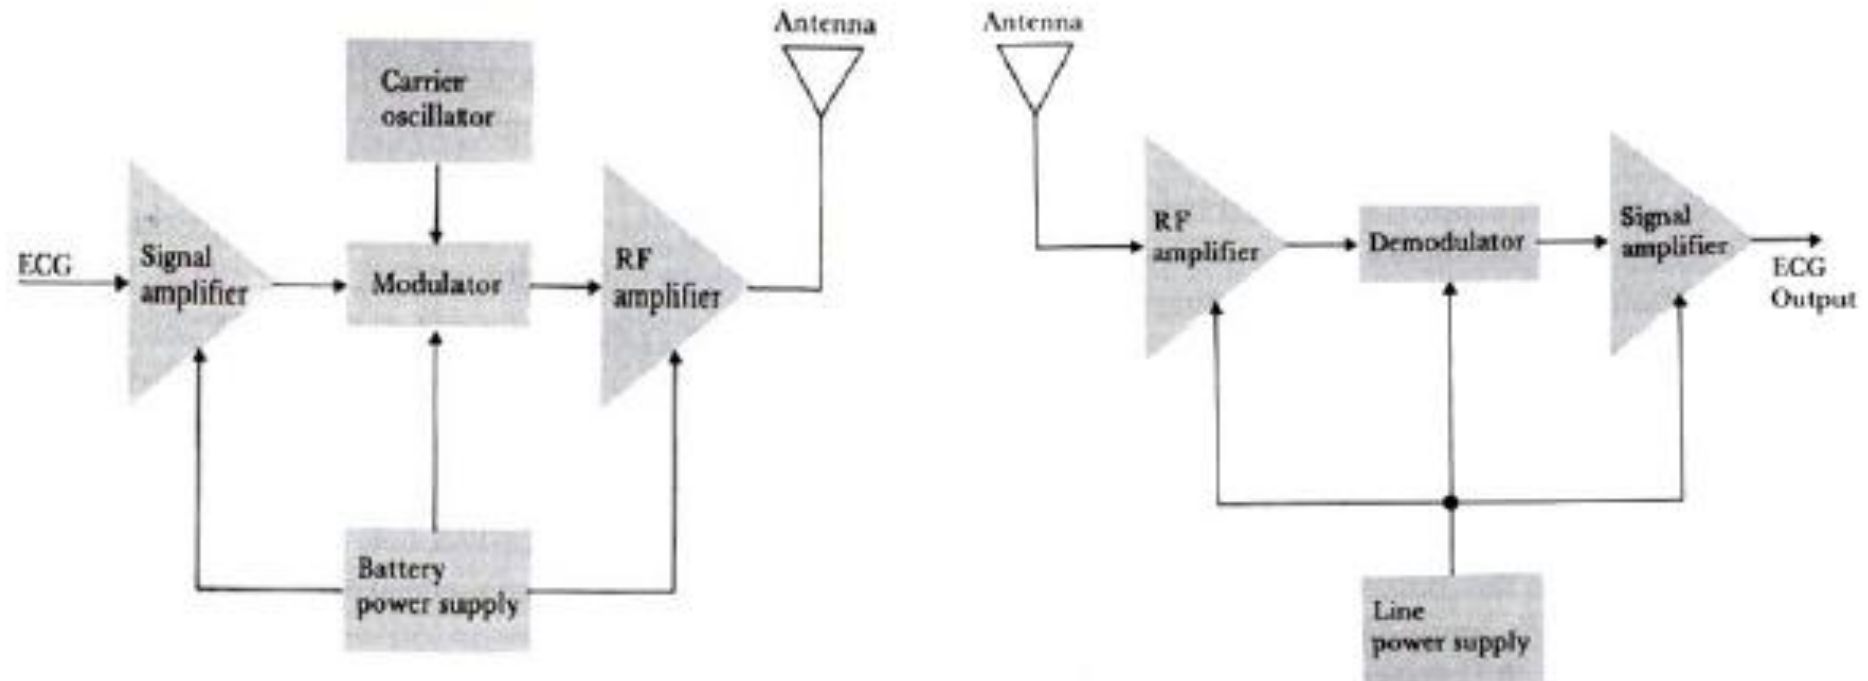 Antenna
Carrier
oscillator
ECG
Signal
amplifier
Modulator
RF
amplifier
Battery
power supply
Antenna
RF
amplifier
Demodulator
Signal
amplifier
ECG
Output
Line
power supply